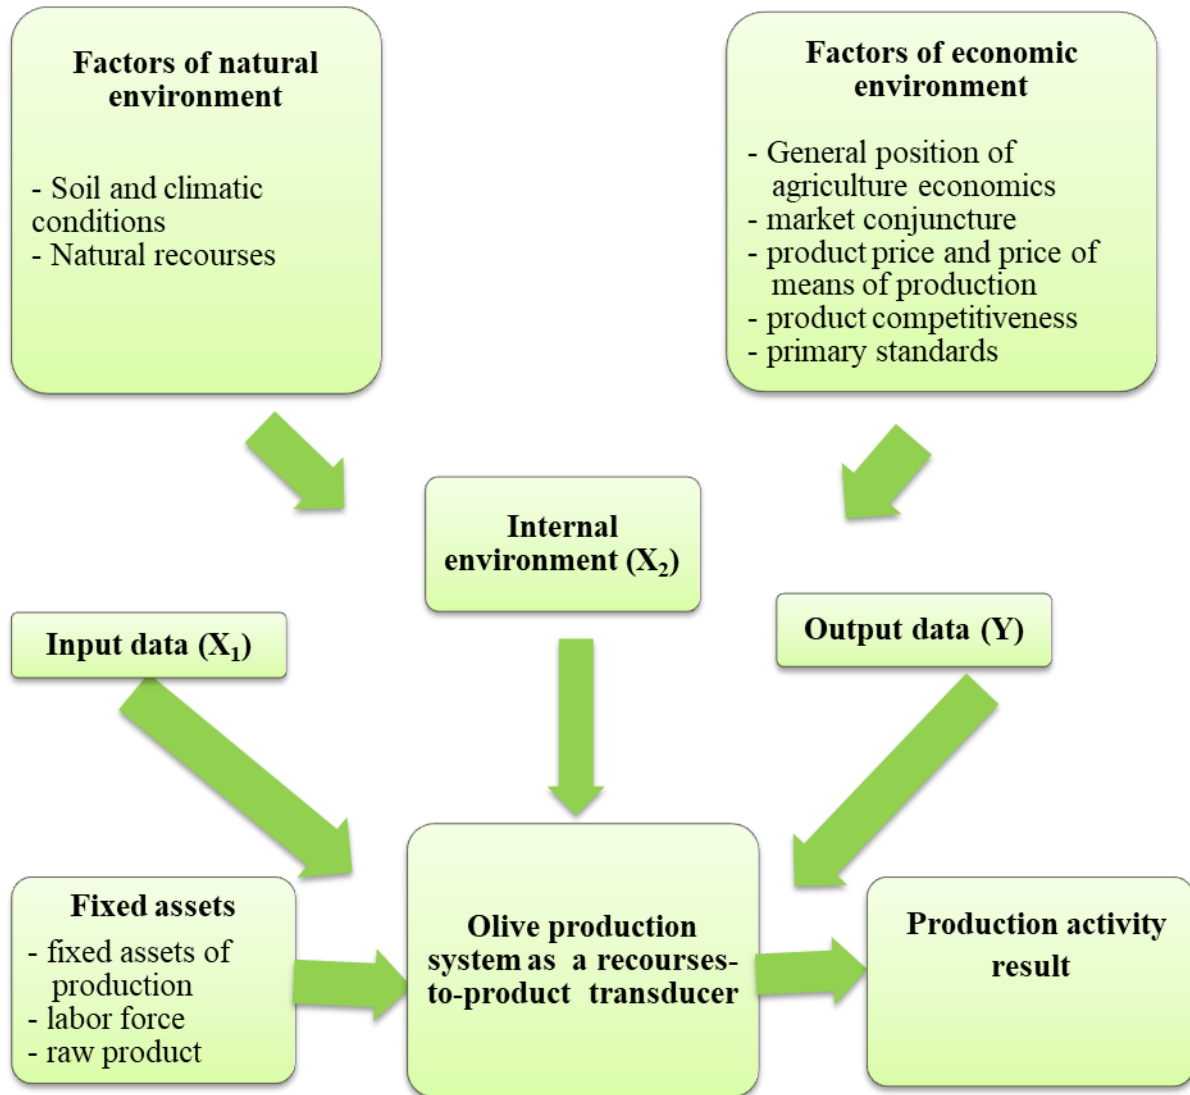 Factors of natural
environment
- Soil and climatic
conditions
- Natural recourses
Factors of economic
environment
- General position of
agriculture economics
- market conjuncture
- product price and price of
means of production
- product competitiveness
- primary standards
Internal
environment (X₂)
Input data (X₁)
Output data (Y)
Fixed assets
- fixed assets of
production
- labor force
- raw product
Olive production
system as a recourses-
to-product transducer
Production activity
result